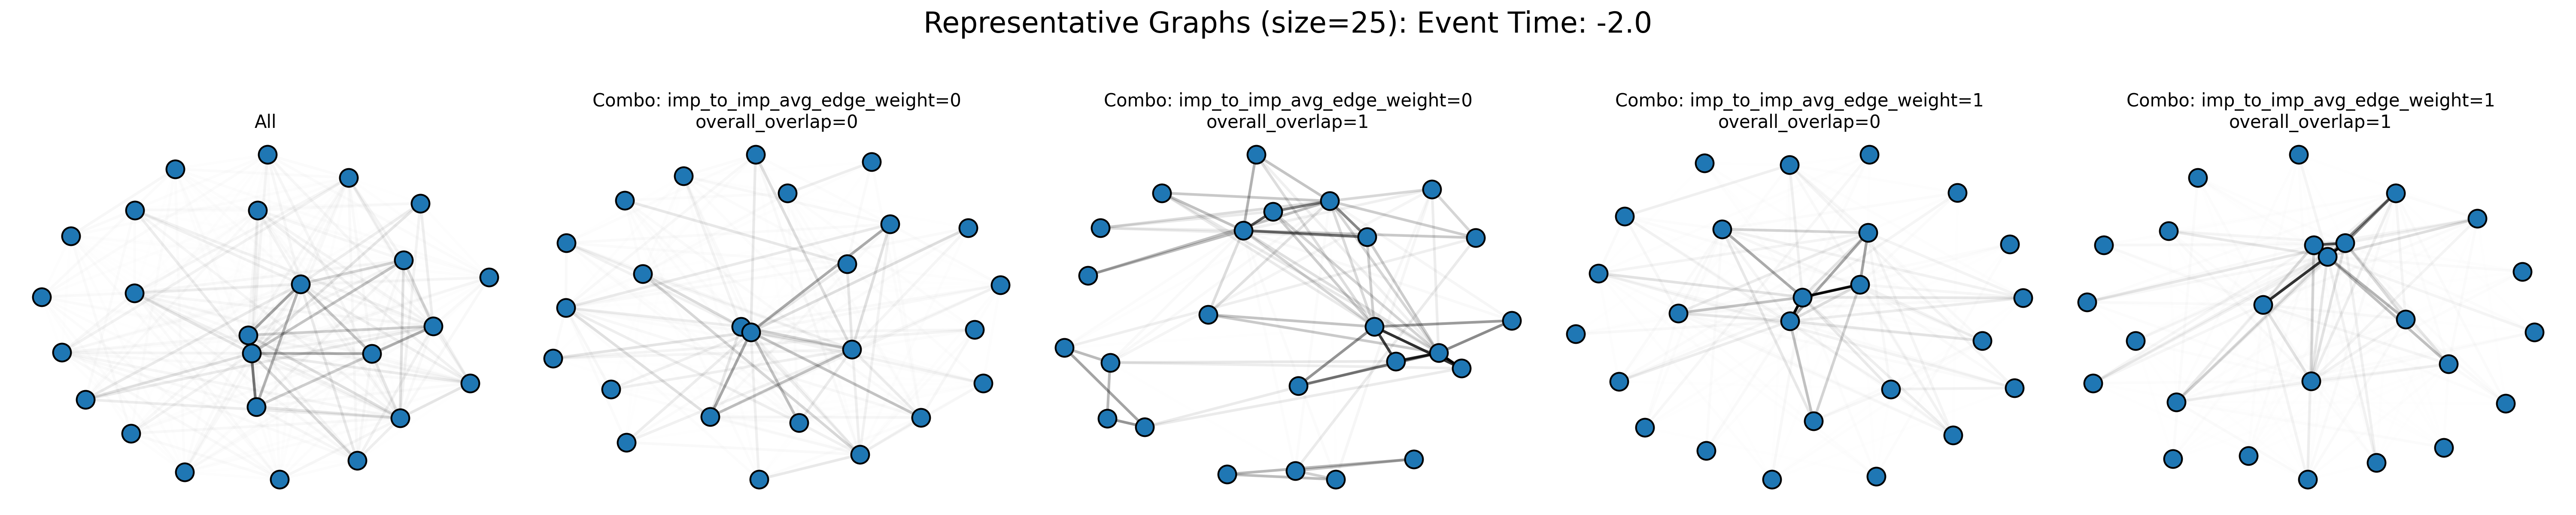 Representative Graphs (size=25): Event Time: -2.0
All
Combo: imp_to_imp_avg_edge_weight=0
overall_overlap=0
Combo: imp_to_imp_avg_edge_weight=0
overall_overlap=1
Combo: imp_to_imp_avg_edge_weight=1
overall_overlap=0
Combo: imp_to_imp_avg_edge_weight=1
overall_overlap=1